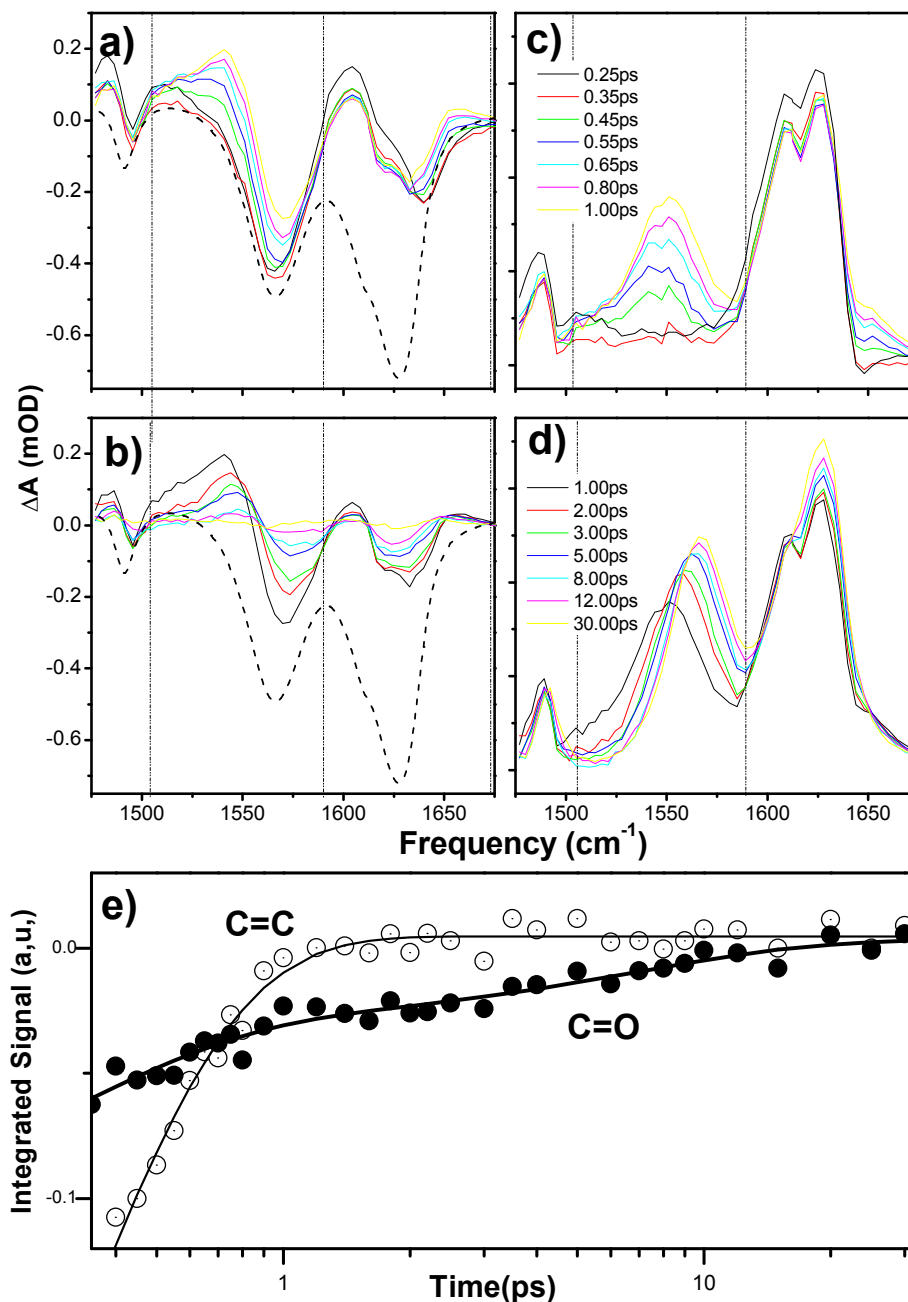 a)
c)
0.2
0.0
-0.2
-0.4
-0.6
0.25ps
0.35ps
0.45ps
0.55ps
0.65ps
0.80ps
1.00ps
ΔA (mOD)
b)
d)
0.2
0.0
-0.2
-0.4
-0.6
1.00ps
2.00ps
3.00ps
5.00ps
8.00ps
12.00ps
30.00ps
1500 1550 1600 1650
1500 1550 1600 1650
Frequency (cm⁻¹)
e)
C=C
C=O
Integrated Signal (a,u,)
0.0
-0.1
1 10
Time(ps)